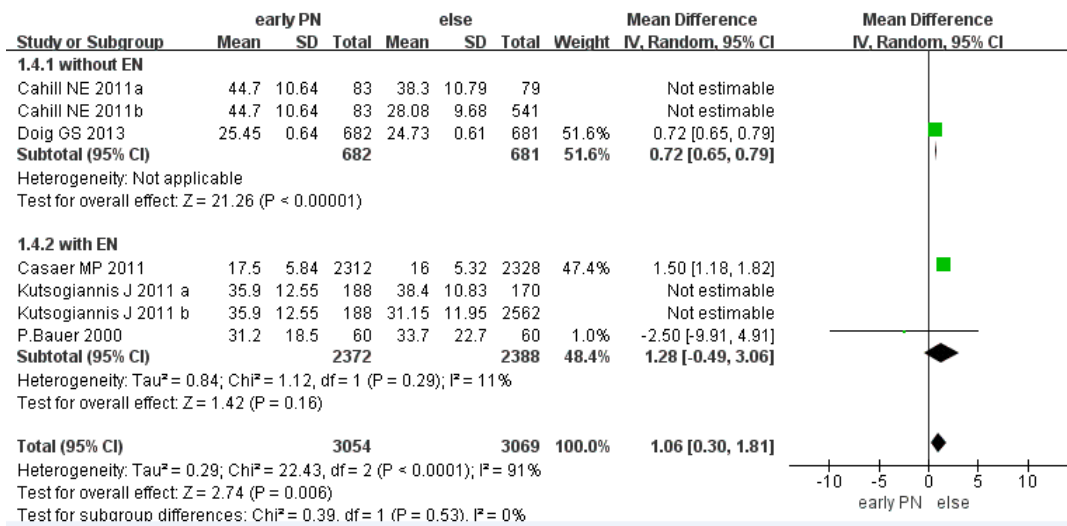 early PN else Mean Difference Mean Difference
Study or Subgroup Mean SD Total Mean SD Total Weight IV, Random, 95% CI IV, Random, 95% CI
1.4.1 without EN
Cahill NE 2011a 44.7 10.64 83 38.3 10.79 79 Not estimable
Cahill NE 2011b 44.7 10.64 83 28.08 9.68 541 Not estimable
Doig GS 2013 25.45 0.64 682 24.73 0.61 681 51.6% 0.72 [0.65, 0.79]
Subtotal (95% CI) 682 681 51.6% 0.72 [0.65, 0.79]
Heterogeneity: Not applicable
Test for overall effect: Z = 21.26 (P < 0.00001)
1.4.2 with EN
Casaer MP 2011 17.5 5.84 2312 16 5.32 2328 47.4% 1.50 [1.18, 1.82]
Kutsogiannis J 2011 a 35.9 12.55 188 38.4 10.83 170 Not estimable
Kutsogiannis J 2011 b 35.9 12.55 188 31.15 11.95 2562 Not estimable
P.Bauer 2000 31.2 18.5 60 33.7 22.7 60 1.0% -2.50 [-9.91, 4.91]
Subtotal (95% CI) 2372 2388 48.4% 1.28 [-0.49, 3.06]
Heterogeneity: Tau² = 0.84; Chi² = 1.12, df = 1 (P = 0.29); I² = 11%
Test for overall effect: Z = 1.42 (P = 0.16)
Total (95% CI) 3054 3069 100.0% 1.06 [0.30, 1.81]
Heterogeneity: Tau² = 0.29; Chi² = 22.43, df = 2 (P < 0.0001); I² = 91%
Test for overall effect: Z = 2.74 (P = 0.006)
Test for subgroup differences: Chi² = 0.39, df = 1 (P = 0.53), I² = 0%
-10 -5 0 5 10
early PN else